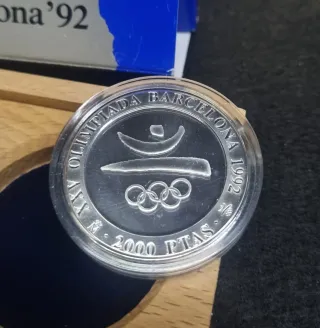 ona'92
XXV OLIMPIADA BARCELONA 1992
2000 PTAS